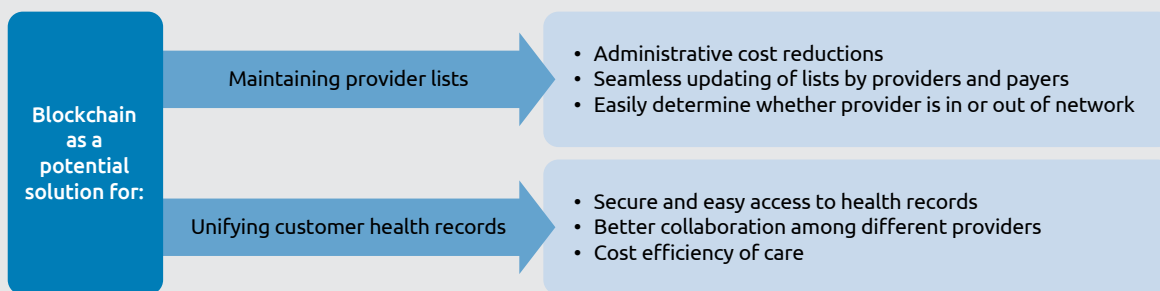 Blockchain
as a
potential
solution for:
Maintaining provider lists
• Administrative cost reductions
• Seamless updating of lists by providers and payers
• Easily determine whether provider is in or out of network
Unifying customer health records
• Secure and easy access to health records
• Better collaboration among different providers
• Cost efficiency of care